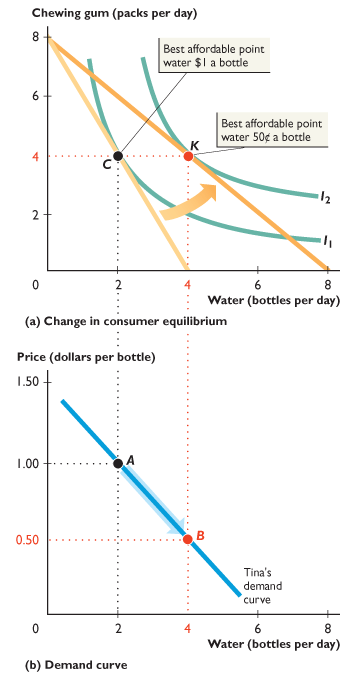 Chewing gum (packs per day)
8
Best affordable point
water $1 a bottle
6
Best affordable point
water 50¢ a bottle
K
4
C
I2
2
I1
0
2
4
6
8
Water (bottles per day)
(a) Change in consumer equilibrium
Price (dollars per bottle)
1.50
1.00
A
0.50
B
Tina's
demand
curve
0
2
4
6
8
Water (bottles per day)
(b) Demand curve